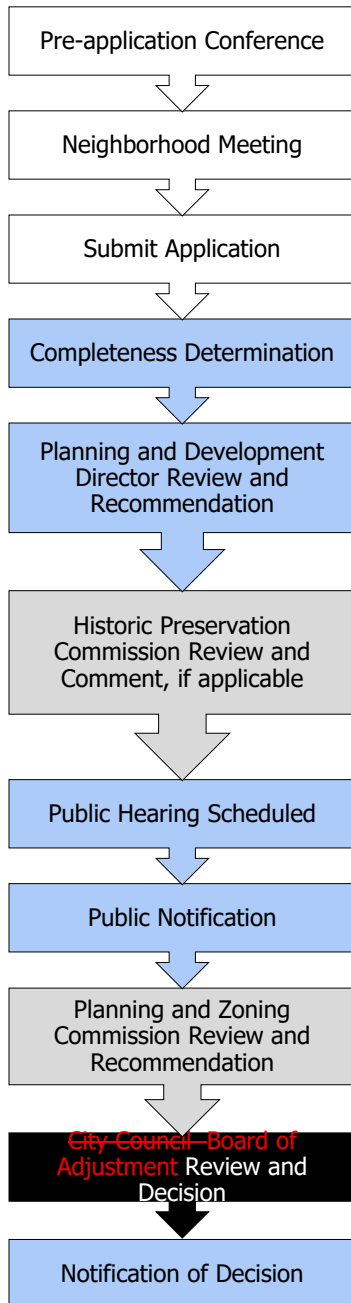 Pre-application Conference
Neighborhood Meeting
Submit Application
Completeness Determination
Planning and Development
Director Review and
Recommendation
Historic Preservation
Commission Review and
Comment, if applicable
Public Hearing Scheduled
Public Notification
Planning and Zoning
Commission Review and
Recommendation
City Council Board of
Adjustment Review and
Decision
Notification of Decision